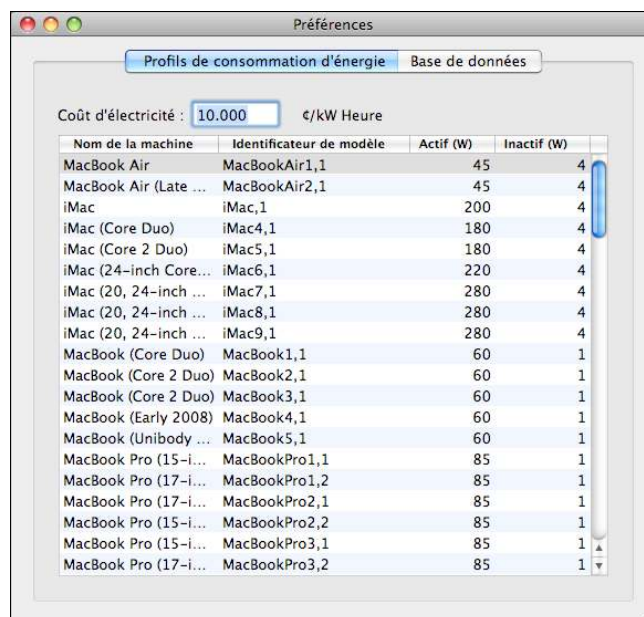 Préférences
Profils de consommation d'énergie Base de données
Coût d'électricité : 10.000 ¢/kW Heure
Nom de la machine Identificateur de modèle Actif (W) Inactif (W)
MacBook Air MacBookAir1,1 45 4
MacBook Air (Late ... MacBookAir2,1 45 4
iMac iMac,1 200 4
iMac (Core Duo) iMac4,1 180 4
iMac (Core 2 Duo) iMac5,1 180 4
iMac (24-inch Core... iMac6,1 220 4
iMac (20, 24-inch ... iMac7,1 280 4
iMac (20, 24-inch ... iMac8,1 280 4
iMac (20, 24-inch ... iMac9,1 280 4
MacBook (Core Duo) MacBook1,1 60 1
MacBook (Core 2 Duo) MacBook2,1 60 1
MacBook (Core 2 Duo) MacBook3,1 60 1
MacBook (Early 2008) MacBook4,1 60 1
MacBook (Unibody ... MacBook5,1 60 1
MacBook Pro (15-i... MacBookPro1,1 85 1
MacBook Pro (17-i... MacBookPro1,2 85 1
MacBook Pro (17-i... MacBookPro2,1 85 1
MacBook Pro (15-i... MacBookPro2,2 85 1
MacBook Pro (15-i... MacBookPro3,1 85 1
MacBook Pro (17-i... MacBookPro3,2 85 1